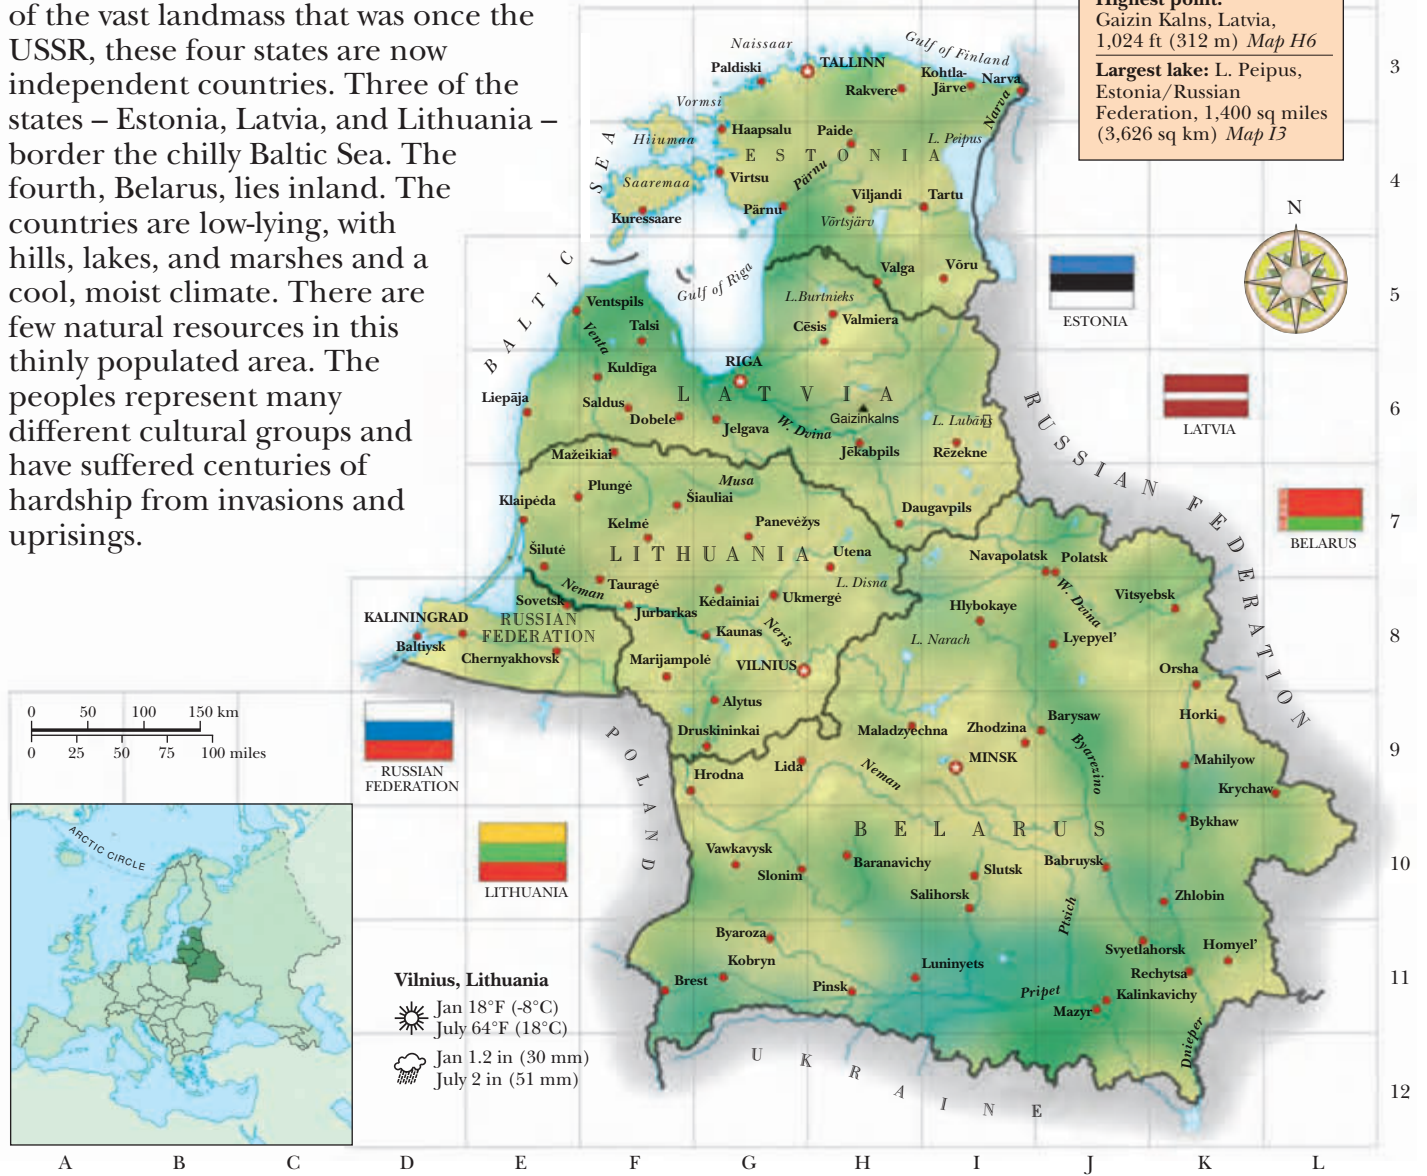 of the vast landmass that was once the
USSR, these four states are now
independent countries. Three of the
states – Estonia, Latvia, and Lithuania –
border the chilly Baltic Sea. The
fourth, Belarus, lies inland. The
countries are low-lying, with
hills, lakes, and marshes and a
cool, moist climate. There are
few natural resources in this
thinly populated area. The
peoples represent many
different cultural groups and
have suffered centuries of
hardship from invasions and
uprisings.
Highest point:
Gaizin Kalns, Latvia,
1,024 ft (312 m) Map H6
Largest lake: L. Peipus,
Estonia/Russian
Federation, 1,400 sq miles
(3,626 sq km) Map I3
Naissaar
Gulf of Finland
Paldiski
TALLINN
Kohtla-
Järve
Narva
Rakvere
Narva
Vormsi
Haapsalu
Paide
L. Peipus
Hiiumaa
ESTONIA
Virtsu
Pärnu
Saaremaa
Viljandi
Tartu
Pärnu
Kuressaare
Võrtsjärv
BALTIC SEA
Valga
Võru
Gulf of Riga
Ventspils
L.Burtnieks
Talsi
Valmiera
Cēsis
Venta
RIGA
Kuldīga
LATVIA
Liepāja
Saldus
Dobele
Jelgava
W. Dvina
Gaizinkalns
L. Lubāns
Jēkabpils
Rēzekne
Mažeikiai
Musa
Plungė
Šiauliai
Klaipėda
Daugavpils
Kelmė
Panevėžys
Šilutė
LITHUANIA
Utena
Navapolatsk
Polatsk
Tauragė
L. Disna
Neman
Sovetsk
Kėdainiai
Ukmergė
Jurbarkas
Hlybokaye
W. Dvina
Vitsyebsk
KALININGRAD
RUSSIAN
FEDERATION
Kaunas
Neris
Baltiysk
Lyepyel'
L. Narach
Chernyakhovsk
Marijampolė
VILNIUS
Orsha
Alytus
Horki
Druskininkai
Maladzyechna
Zhodzina
Barysaw
MINSK
Byarezino
Mahilyow
Hrodna
Lida
Neman
Krychaw
BELARUS
Bykhaw
Vawkavysk
Baranavichy
Babruysk
Slonim
Slutsk
Salihorsk
Zhlobin
Ptsich
Byaroza
Svyetlahorsk
Homyel'
Kobryn
Luninyets
Rechytsa
Brest
Pinsk
Pripet
Kalinkavichy
Mazyr
Dnieper
RUSSIAN FEDERATION
POLAND
UKRAINE
N
ESTONIA
LATVIA
BELARUS
RUSSIAN
FEDERATION
LITHUANIA
0 50 100 150 km
0 25 50 75 100 miles
ARCTIC CIRCLE
Vilnius, Lithuania
Jan 18°F (-8°C)
July 64°F (18°C)
Jan 1.2 in (30 mm)
July 2 in (51 mm)
3
4
5
6
7
8
9
10
11
12
A B C D E F G H I J K L